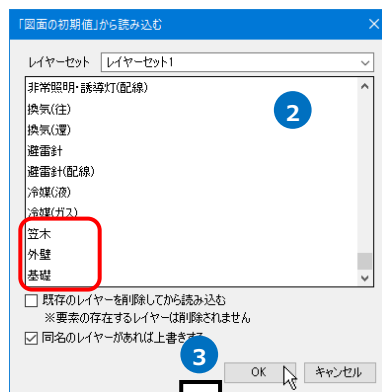 「図面の初期値」から読み込む
レイヤーセット レイヤーセット1
非常照明・誘導灯(配線)
換気(往)
換気(還)
避雷針
避雷針(配線)
冷媒(液)
冷媒(ガス)
笠木
外壁
基礎
2
既存のレイヤーを削除してから読み込む
※要素の存在するレイヤーは削除されません
同名のレイヤーがあれば上書きする
3
OK キャンセル